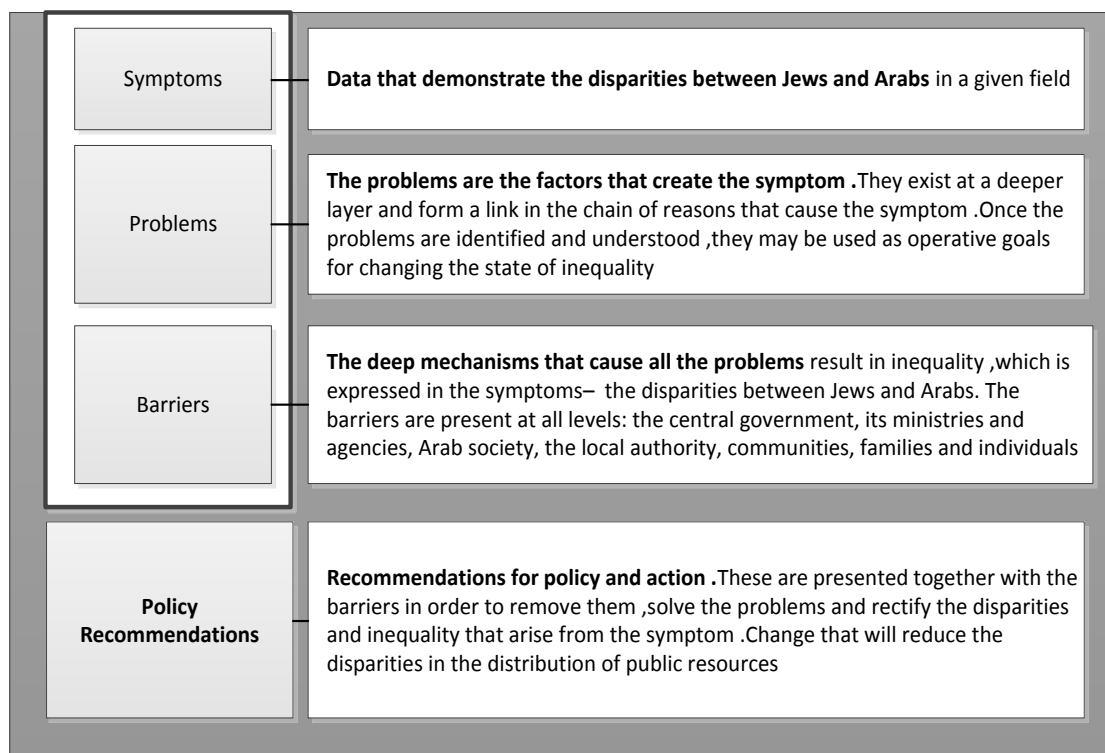 Symptoms
Data that demonstrate the disparities between Jews and Arabs in a given field
Problems
The problems are the factors that create the symptom .They exist at a deeper
layer and form a link in the chain of reasons that cause the symptom .Once the
problems are identified and understood ,they may be used as operative goals
for changing the state of inequality
Barriers
The deep mechanisms that cause all the problems result in inequality ,which is
expressed in the symptoms– the disparities between Jews and Arabs. The
barriers are present at all levels: the central government, its ministries and
agencies, Arab society, the local authority, communities, families and individuals
Policy
Recommendations
Recommendations for policy and action .These are presented together with the
barriers in order to remove them ,solve the problems and rectify the disparities
and inequality that arise from the symptom .Change that will reduce the
disparities in the distribution of public resources